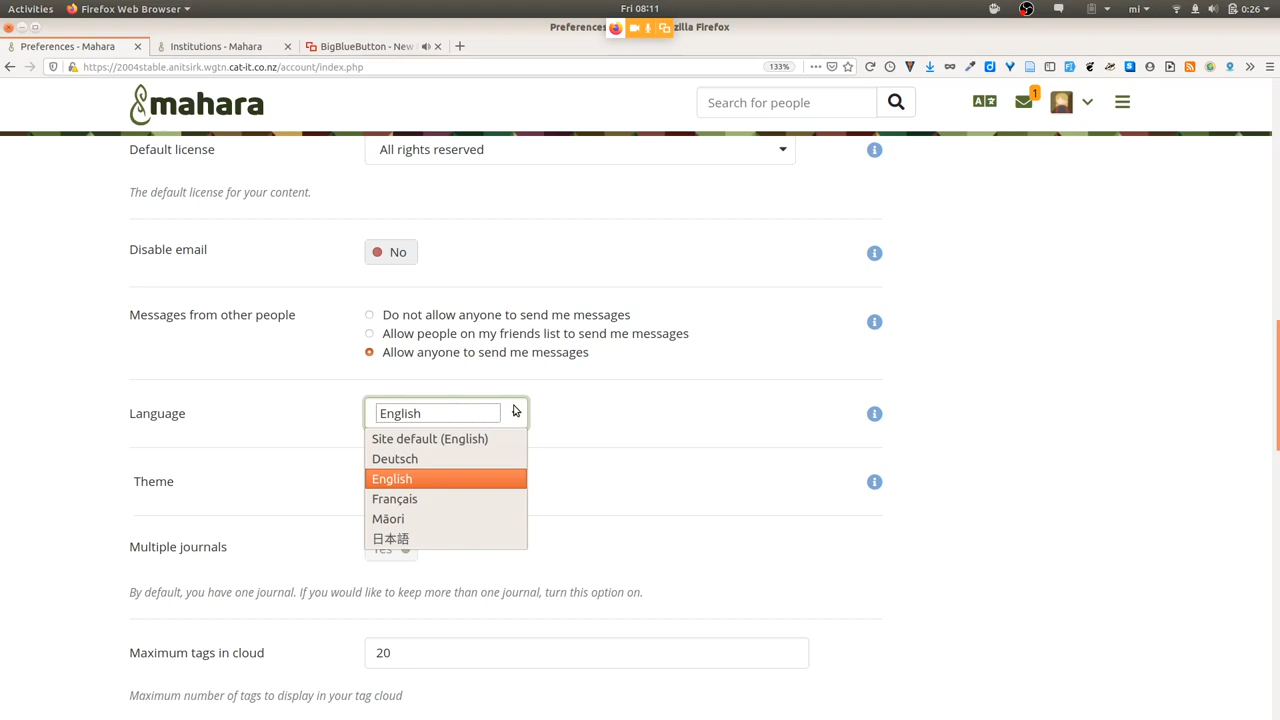 Activities
Firefox Web Browser
Fri 08:11
mi
0:26
Preferences
zilla Firefox
Preferences - Mahara
Institutions - Mahara
BigBlueButton - New
https://2004stable.anitsirk.wgtn.cat-it.co.nz/account/index.php
133%
mahara
Search for people
1
Default license
All rights reserved
The default license for your content.
Disable email
No
Messages from other people
Do not allow anyone to send me messages
Allow people on my friends list to send me messages
Allow anyone to send me messages
Language
English
Site default (English)
Deutsch
English
Français
Māori
日本語
Theme
Multiple journals
Yes
By default, you have one journal. If you would like to keep more than one journal, turn this option on.
Maximum tags in cloud
20
Maximum number of tags to display in your tag cloud